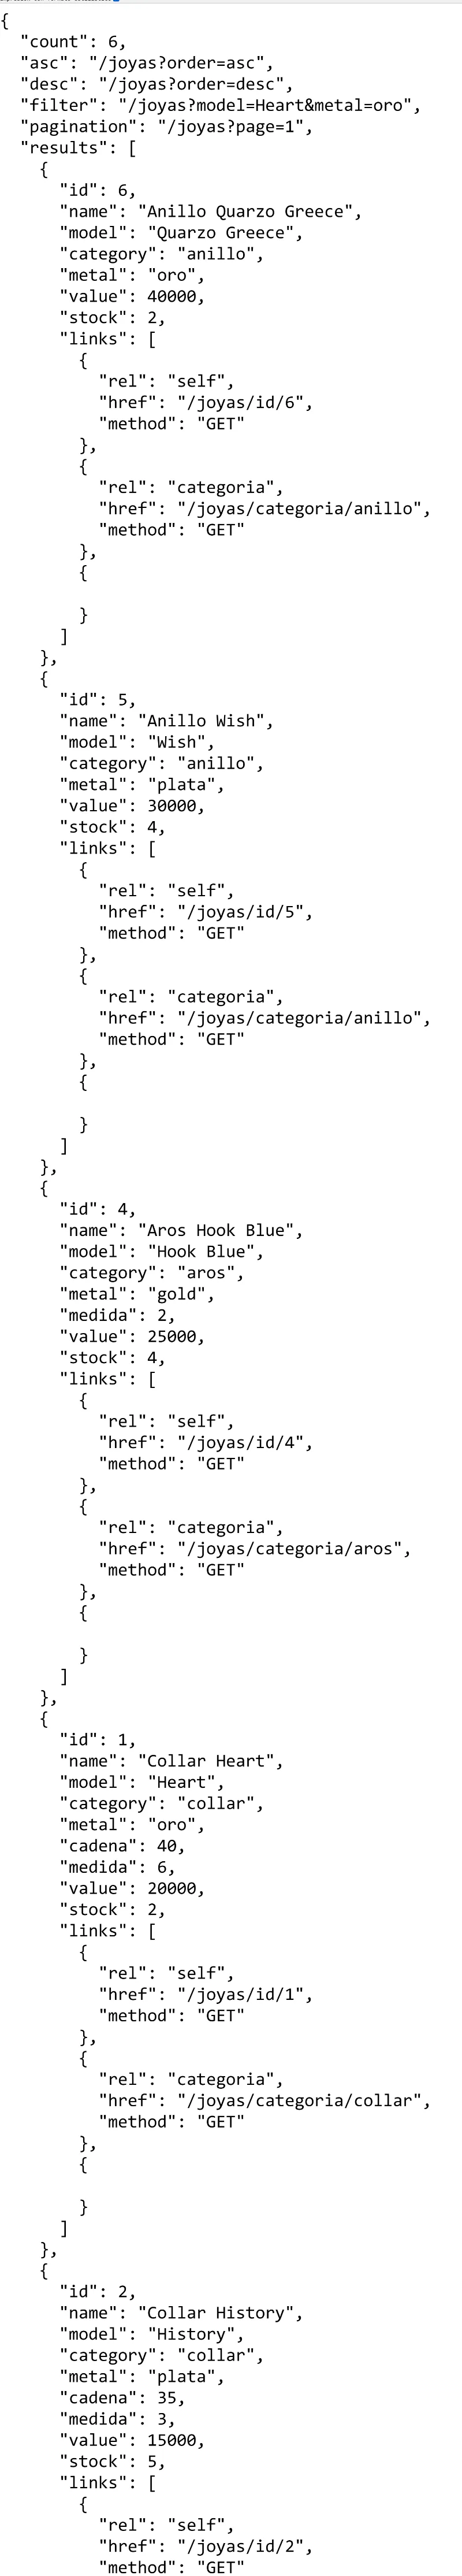 {
"count": 6,
"asc": "/joyas?order=asc",
"desc": "/joyas?order=desc",
"filter": "/joyas?model=Heart&metal=oro",
"pagination": "/joyas?page=1",
"results": [
{
"id": 6,
"name": "Anillo Quarzo Greece",
"model": "Quarzo Greece",
"category": "anillo",
"metal": "oro",
"value": 40000,
"stock": 2,
"links": [
{
"rel": "self",
"href": "/joyas/id/6",
"method": "GET"
},
{
"rel": "categoria",
"href": "/joyas/categoria/anillo",
"method": "GET"
},
{
}
]
},
{
"id": 5,
"name": "Anillo Wish",
"model": "Wish",
"category": "anillo",
"metal": "plata",
"value": 30000,
"stock": 4,
"links": [
{
"rel": "self",
"href": "/joyas/id/5",
"method": "GET"
},
{
"rel": "categoria",
"href": "/joyas/categoria/anillo",
"method": "GET"
},
{
}
]
},
{
"id": 4,
"name": "Aros Hook Blue",
"model": "Hook Blue",
"category": "aros",
"metal": "gold",
"medida": 2,
"value": 25000,
"stock": 4,
"links": [
{
"rel": "self",
"href": "/joyas/id/4",
"method": "GET"
},
{
"rel": "categoria",
"href": "/joyas/categoria/aros",
"method": "GET"
},
{
}
]
},
{
"id": 1,
"name": "Collar Heart",
"model": "Heart",
"category": "collar",
"metal": "oro",
"cadena": 40,
"medida": 6,
"value": 20000,
"stock": 2,
"links": [
{
"rel": "self",
"href": "/joyas/id/1",
"method": "GET"
},
{
"rel": "categoria",
"href": "/joyas/categoria/collar",
"method": "GET"
},
{
}
]
},
{
"id": 2,
"name": "Collar History",
"model": "History",
"category": "collar",
"metal": "plata",
"cadena": 35,
"medida": 3,
"value": 15000,
"stock": 5,
"links": [
{
"rel": "self",
"href": "/joyas/id/2",
"method": "GET"